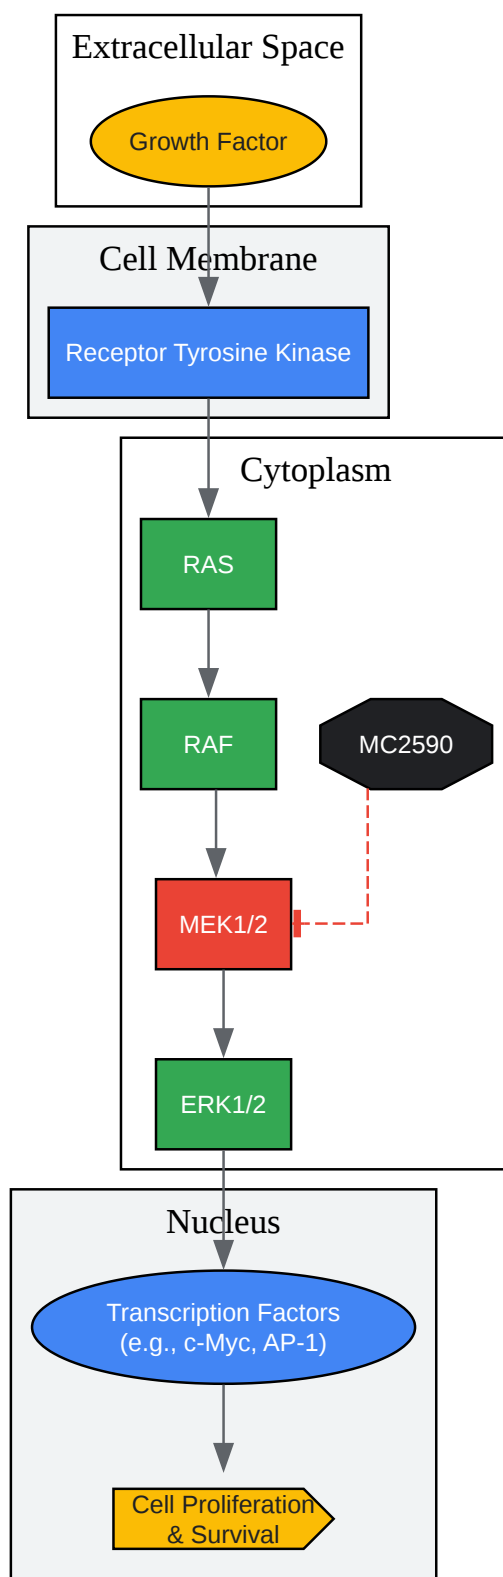 Extracellular Space
Growth Factor
Cell Membrane
Receptor Tyrosine Kinase
Cytoplasm
RAS
RAF
MC2590
MEK1/2
ERK1/2
Nucleus
Transcription Factors
(e.g., c-Myc, AP-1)
Cell Proliferation
& Survival